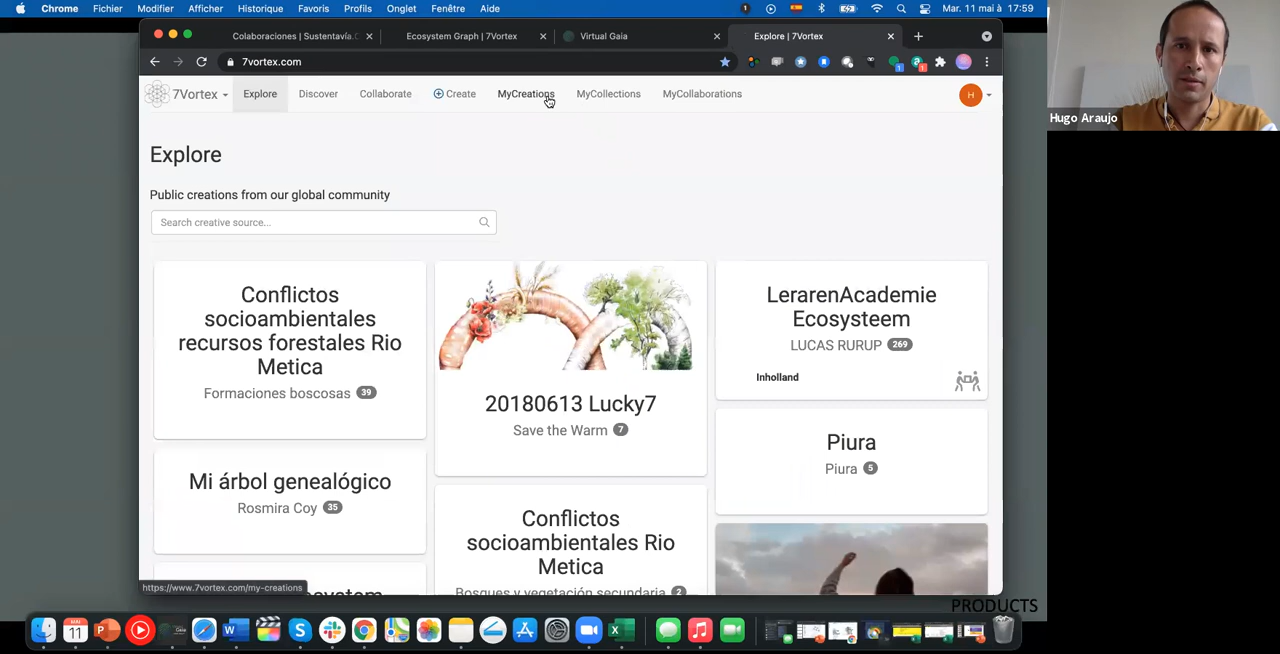 Chrome Fichier Modifier Afficher Historique Favoris Profils Onglet Fenêtre Aide
1
Mar. 11 mai à 17:59
Colaboraciones | Sustentavía.C
Ecosystem Graph | 7Vortex
Virtual Gaia
Explore | 7Vortex
7vortex.com
7Vortex Explore Discover Collaborate Create MyCreations MyCollections MyCollaborations
H
Hugo Araujo
Explore
Public creations from our global community
Search creative source...
Conflictos
socioambientales
recursos forestales Rio
Metica
Formaciones boscosas 39
Mi árbol genealógico
Rosmira Coy 35
20180613 Lucky7
Save the Warm 7
Conflictos
socioambientales Rio
Metica
Bosques y vegetación secundaria 2
LerarenAcademie
Ecosysteem
LUCAS RURUP 269
Inholland
Piura
Piura 5
https://www.7vortex.com/my-creations
PRODUCTS
MAI
11